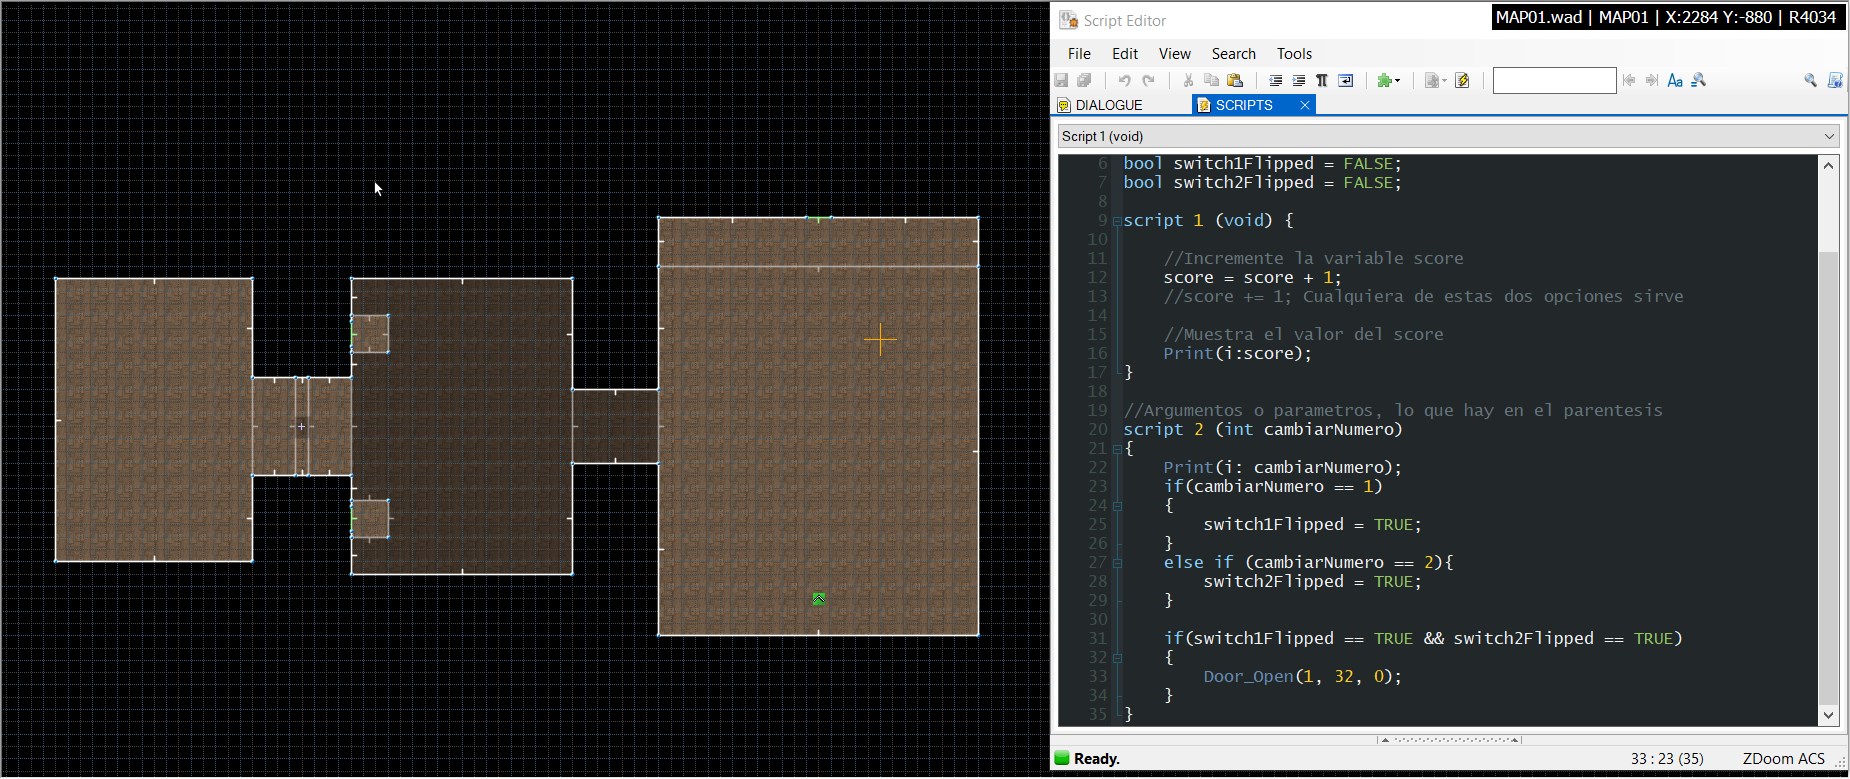 Script Editor
MAP01.wad | MAP01 | X:2284 Y:-880 | R4034
File Edit View Search Tools
Aa
DIALOGUE
SCRIPTS
Script 1 (void)
6 bool switch1Flipped = FALSE;
7 bool switch2Flipped = FALSE;
8
9 script 1 (void) {
10
11 //Incremente la variable score
12 score = score + 1;
13 //score += 1; Cualquiera de estas dos opciones sirve
14
15 //Muestra el valor del score
16 Print(i:score);
17 }
18
19 //Argumentos o parametros, lo que hay en el parentesis
20 script 2 (int cambiarNumero)
21 {
22 Print(i: cambiarNumero);
23 if(cambiarNumero == 1)
24 {
25 switch1Flipped = TRUE;
26 }
27 else if (cambiarNumero == 2){
28 switch2Flipped = TRUE;
29 }
30
31 if(switch1Flipped == TRUE && switch2Flipped == TRUE)
32 {
33 Door_Open(1, 32, 0);
34 }
35 }
Ready.
33 : 23 (35)
ZDoom ACS